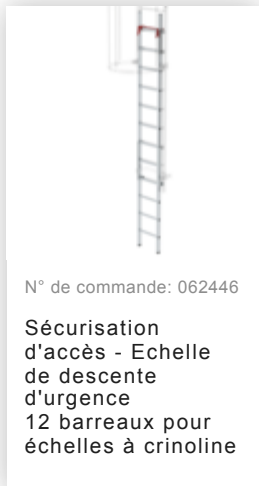 N° de commande: 062446
Sécurisation
d'accès - Echelle
de descente
d'urgence
12 barreaux pour
échelles à crinoline